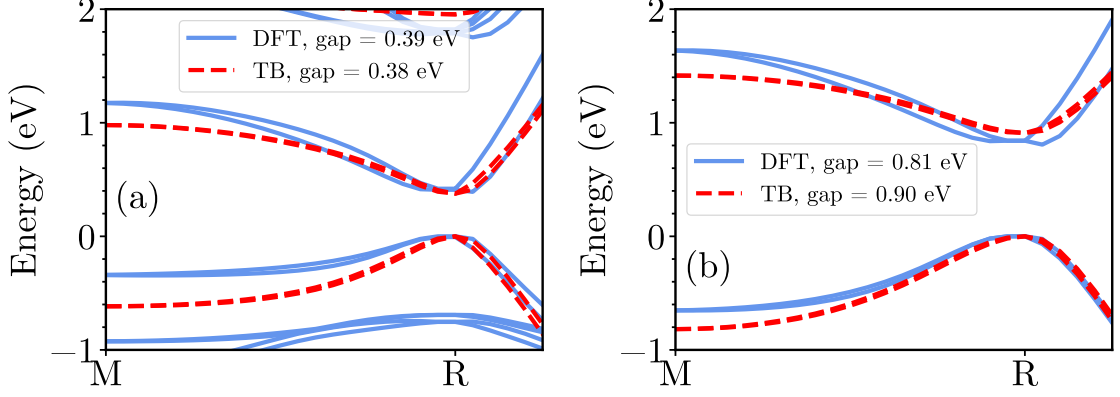 2
1
0
−1
Energy (eV)
DFT, gap = 0.39 eV
TB, gap = 0.38 eV
(a)
M
R
2
1
0
−1
Energy (eV)
DFT, gap = 0.81 eV
TB, gap = 0.90 eV
(b)
M
R